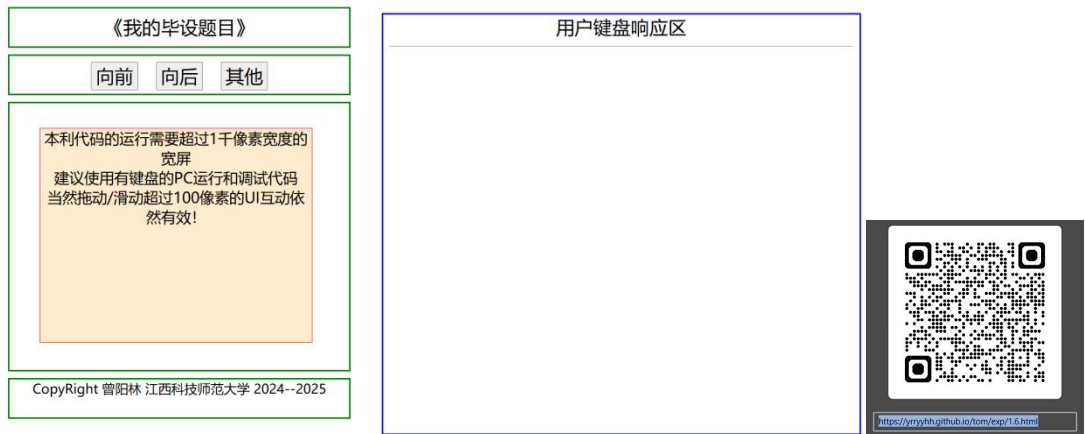 《我的毕设题目》
向前 向后 其他
本利代码的运行需要超过1千像素宽度的
宽屏
建议使用有键盘的PC运行和调试代码
当然拖动/滑动超过100像素的UI互动依
然有效！
CopyRight 曾阳林 江西科技师范大学 2024--2025
用户键盘响应区
https://yrryyhh.github.io/tom/exp/1.6.html